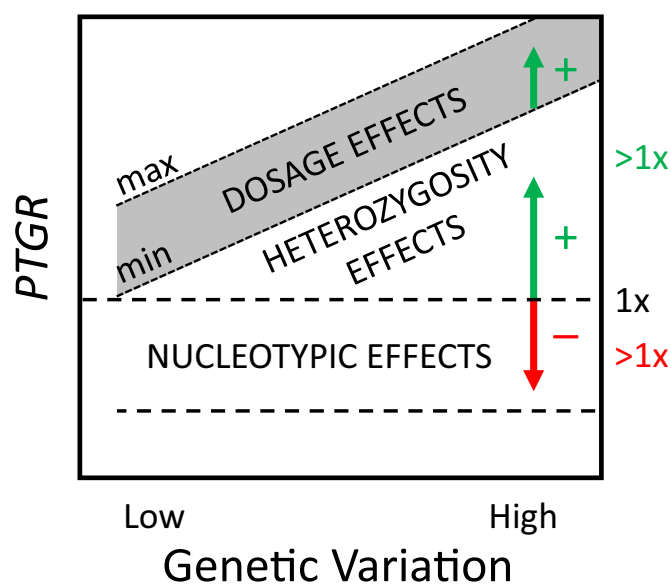 max
DOSAGE EFFECTS
+
>1x
min
HETEROZYGOSITY
EFFECTS
+
PTGR
1x
NUCLEOTYPIC EFFECTS
–
>1x
Low
High
Genetic Variation